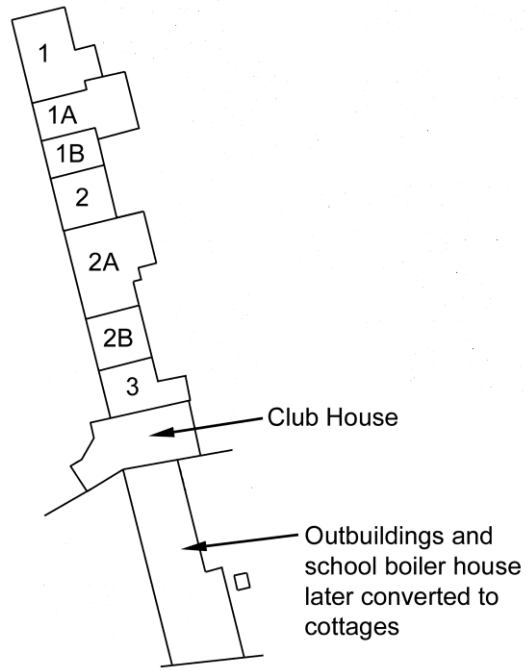 1
1A
1B
2
2A
2B
3
Club House
Outbuildings and
school boiler house
later converted to
cottages